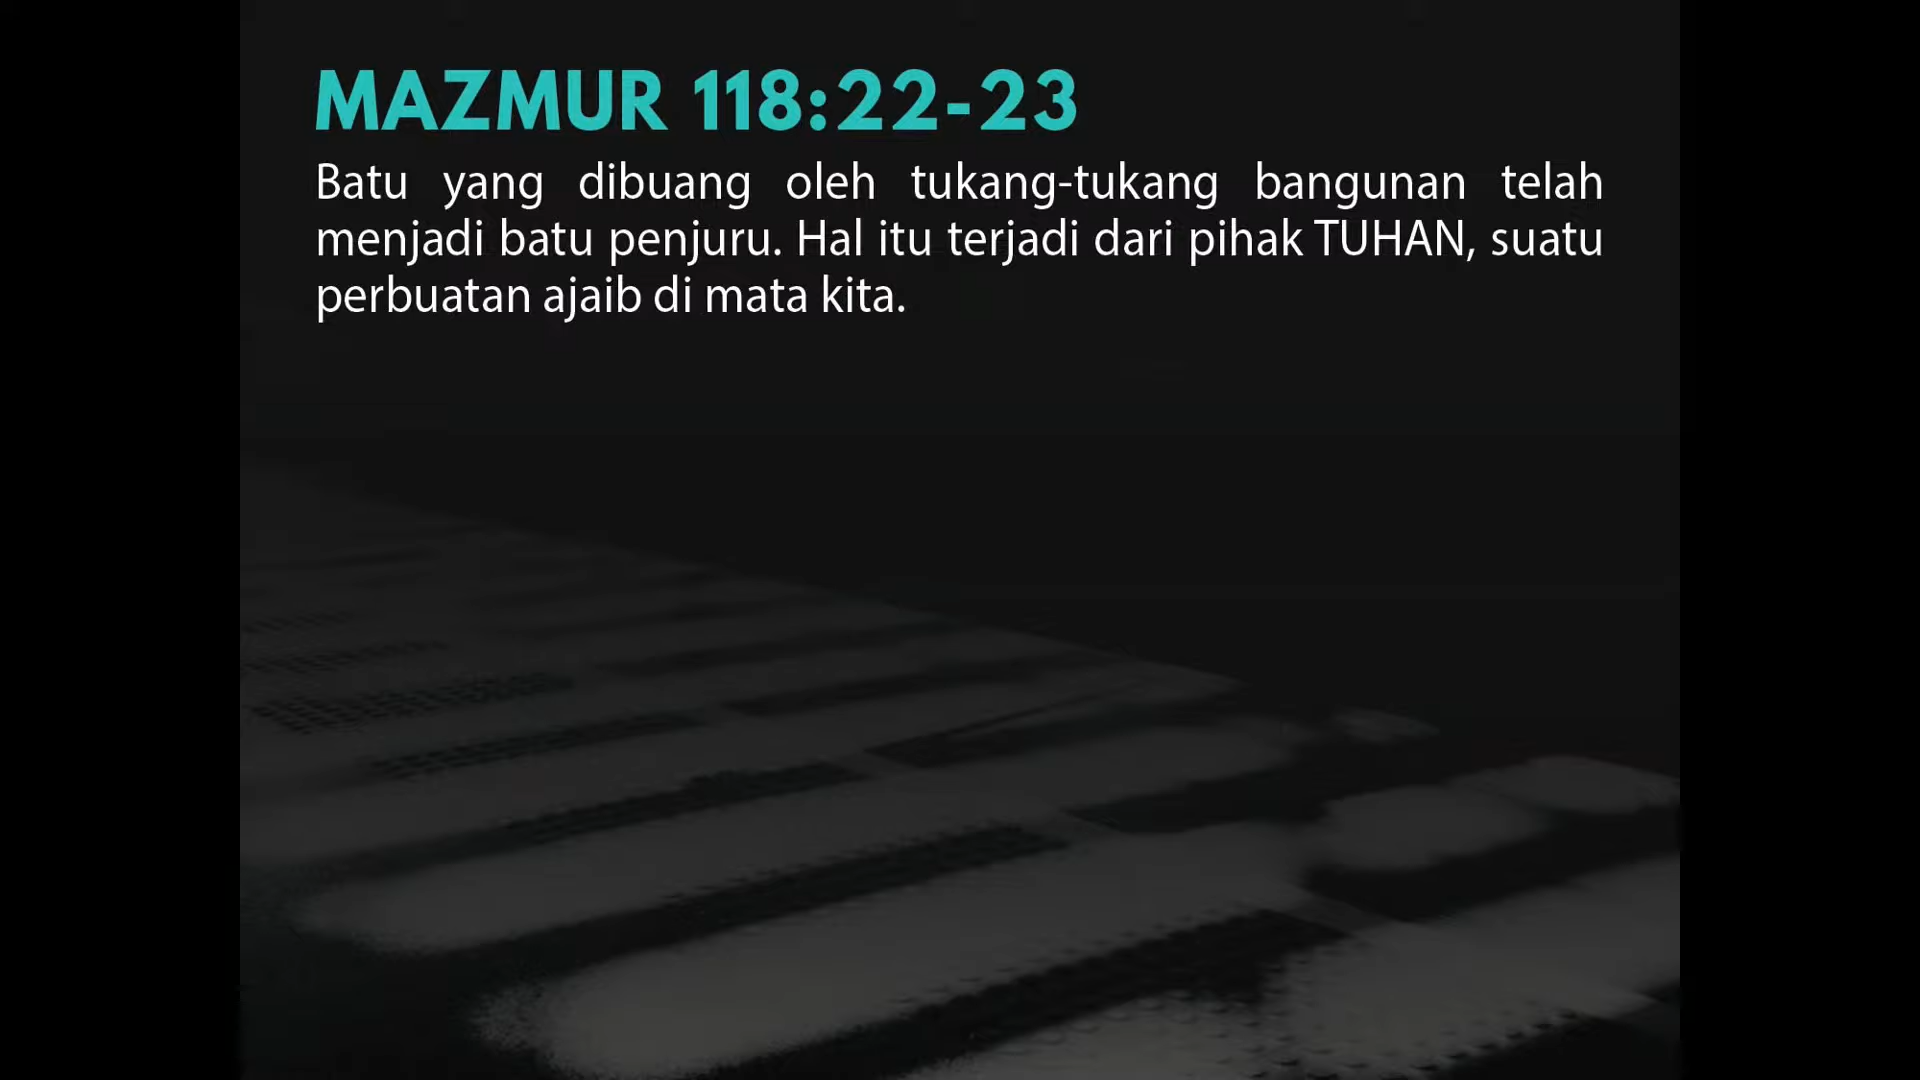 MAZMUR 118:22-23
Batu yang dibuang oleh tukang-tukang bangunan telah
menjadi batu penjuru. Hal itu terjadi dari pihak TUHAN, suatu
perbuatan ajaib di mata kita.